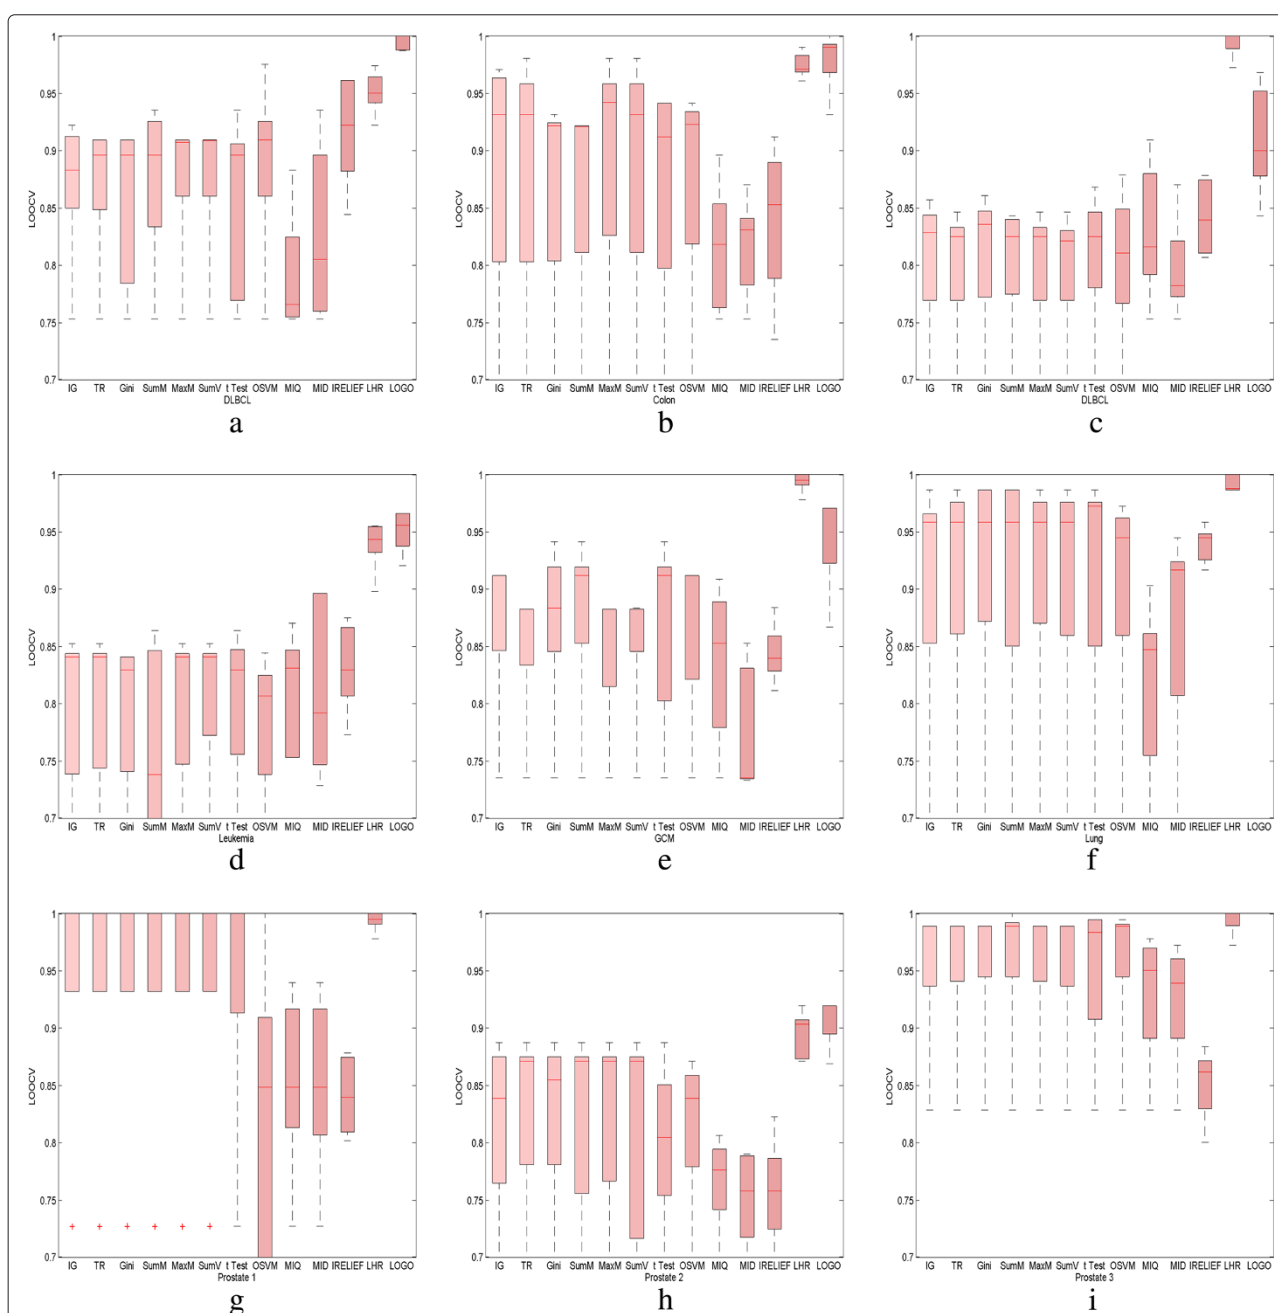 1 1 1
0.95 0.95 0.95
0.9 0.9 0.9
0.85 0.85 0.85
LOOCV LOOCV LOOCV
0.8 0.8 0.8
0.75 0.75 0.75
0.7 0.7 0.7
IG TR Gini SumM MaxM SumV t Test OSVM MIQ MID IRELIEF LHR LOGO IG TR Gini SumM MaxM SumV t Test OSVM MIQ MID IRELIEF LHR LOGO IG TR Gini SumM MaxM SumV t Test OSVM MIQ MID IRELIEF LHR LOGO
DLBCL Colon DLBCL
a b c
1 1 1
0.95 0.95 0.95
0.9 0.9 0.9
0.85 0.85 0.85
LOOCV LOOCV LOOCV
0.8 0.8 0.8
0.75 0.75 0.75
0.7 0.7 0.7
IG TR Gini SumM MaxM SumV t Test OSVM MIQ MID IRELIEF LHR LOGO IG TR Gini SumM MaxM SumV t Test OSVM MIQ MID IRELIEF LHR LOGO IG TR Gini SumM MaxM SumV t Test OSVM MIQ MID IRELIEF LHR LOGO
Leukemia GCM Lung
d e f
1 1 1
0.95 0.95 0.95
0.9 0.9 0.9
0.85 0.85 0.85
LOOCV LOOCV LOOCV
0.8 0.8 0.8
0.75 0.75 0.75
0.7 0.7 0.7
IG TR Gini SumM MaxM SumV t Test OSVM MIQ MID IRELIEF LHR LOGO IG TR Gini SumM MaxM SumV t Test OSVM MIQ MID IRELIEF LHR LOGO IG TR Gini SumM MaxM SumV t Test OSVM MIQ MID IRELIEF LHR LOGO
Prostate 1 Prostate 2 Prostate 3
g h i